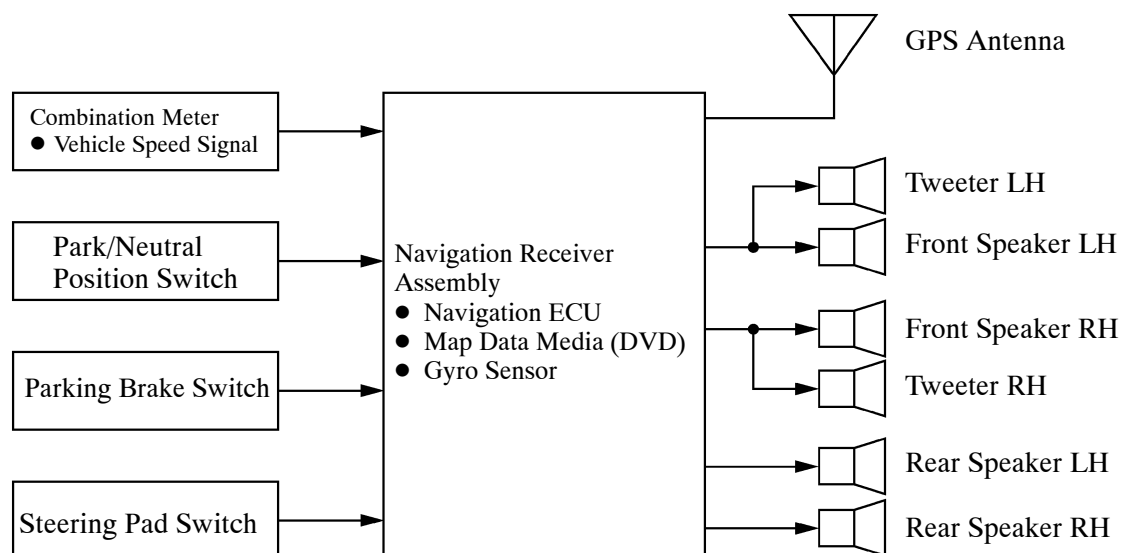 GPS Antenna
Combination Meter
● Vehicle Speed Signal
Tweeter LH
Park/Neutral
Position Switch
Front Speaker LH
Navigation Receiver
Assembly
● Navigation ECU
● Map Data Media (DVD)
● Gyro Sensor
Front Speaker RH
Parking Brake Switch
Tweeter RH
Rear Speaker LH
Steering Pad Switch
Rear Speaker RH